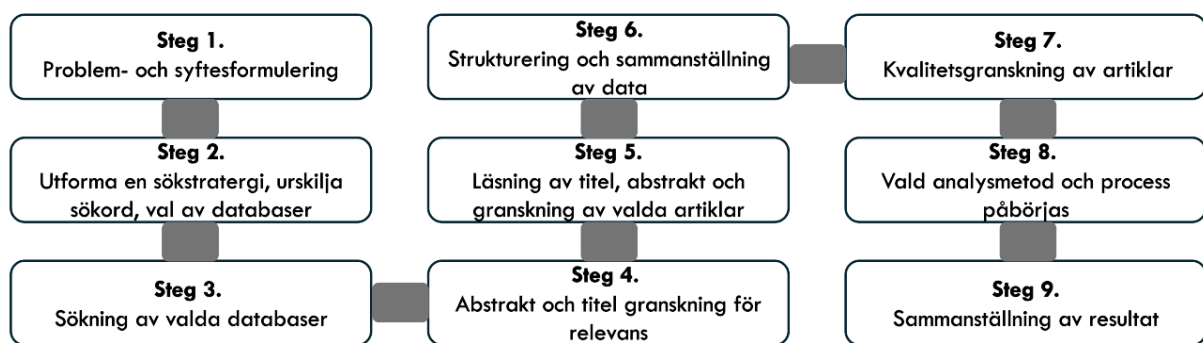 Steg 1.
Problem- och syftesformulering
Steg 2.
Utforma en sökstratergi, urskilja
sökord, val av databaser
Steg 3.
Sökning av valda databaser
Steg 4.
Abstrakt och titel granskning för
relevans
Steg 5.
Läsning av titel, abstrakt och
granskning av valda artiklar
Steg 6.
Strukturering och sammanställning
av data
Steg 7.
Kvalitetsgranskning av artiklar
Steg 8.
Vald analysmetod och process
påbörjas
Steg 9.
Sammanställning av resultat